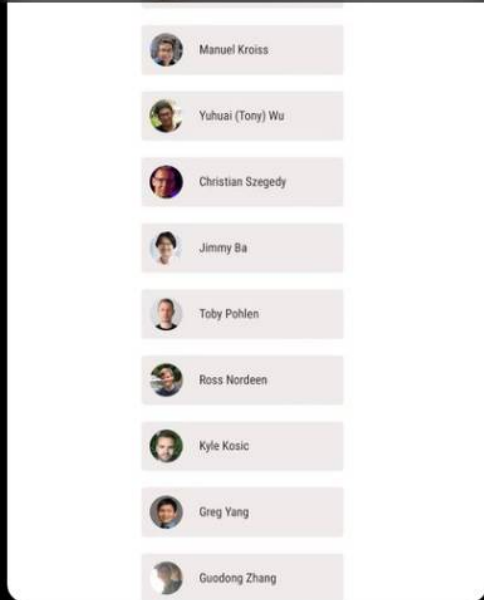 Manuel Kroiss
Yuhuai (Tony) Wu
Christian Szegedy
Jimmy Ba
Toby Pohlen
Ross Nordeen
Kyle Kosic
Greg Yang
Guodong Zhang